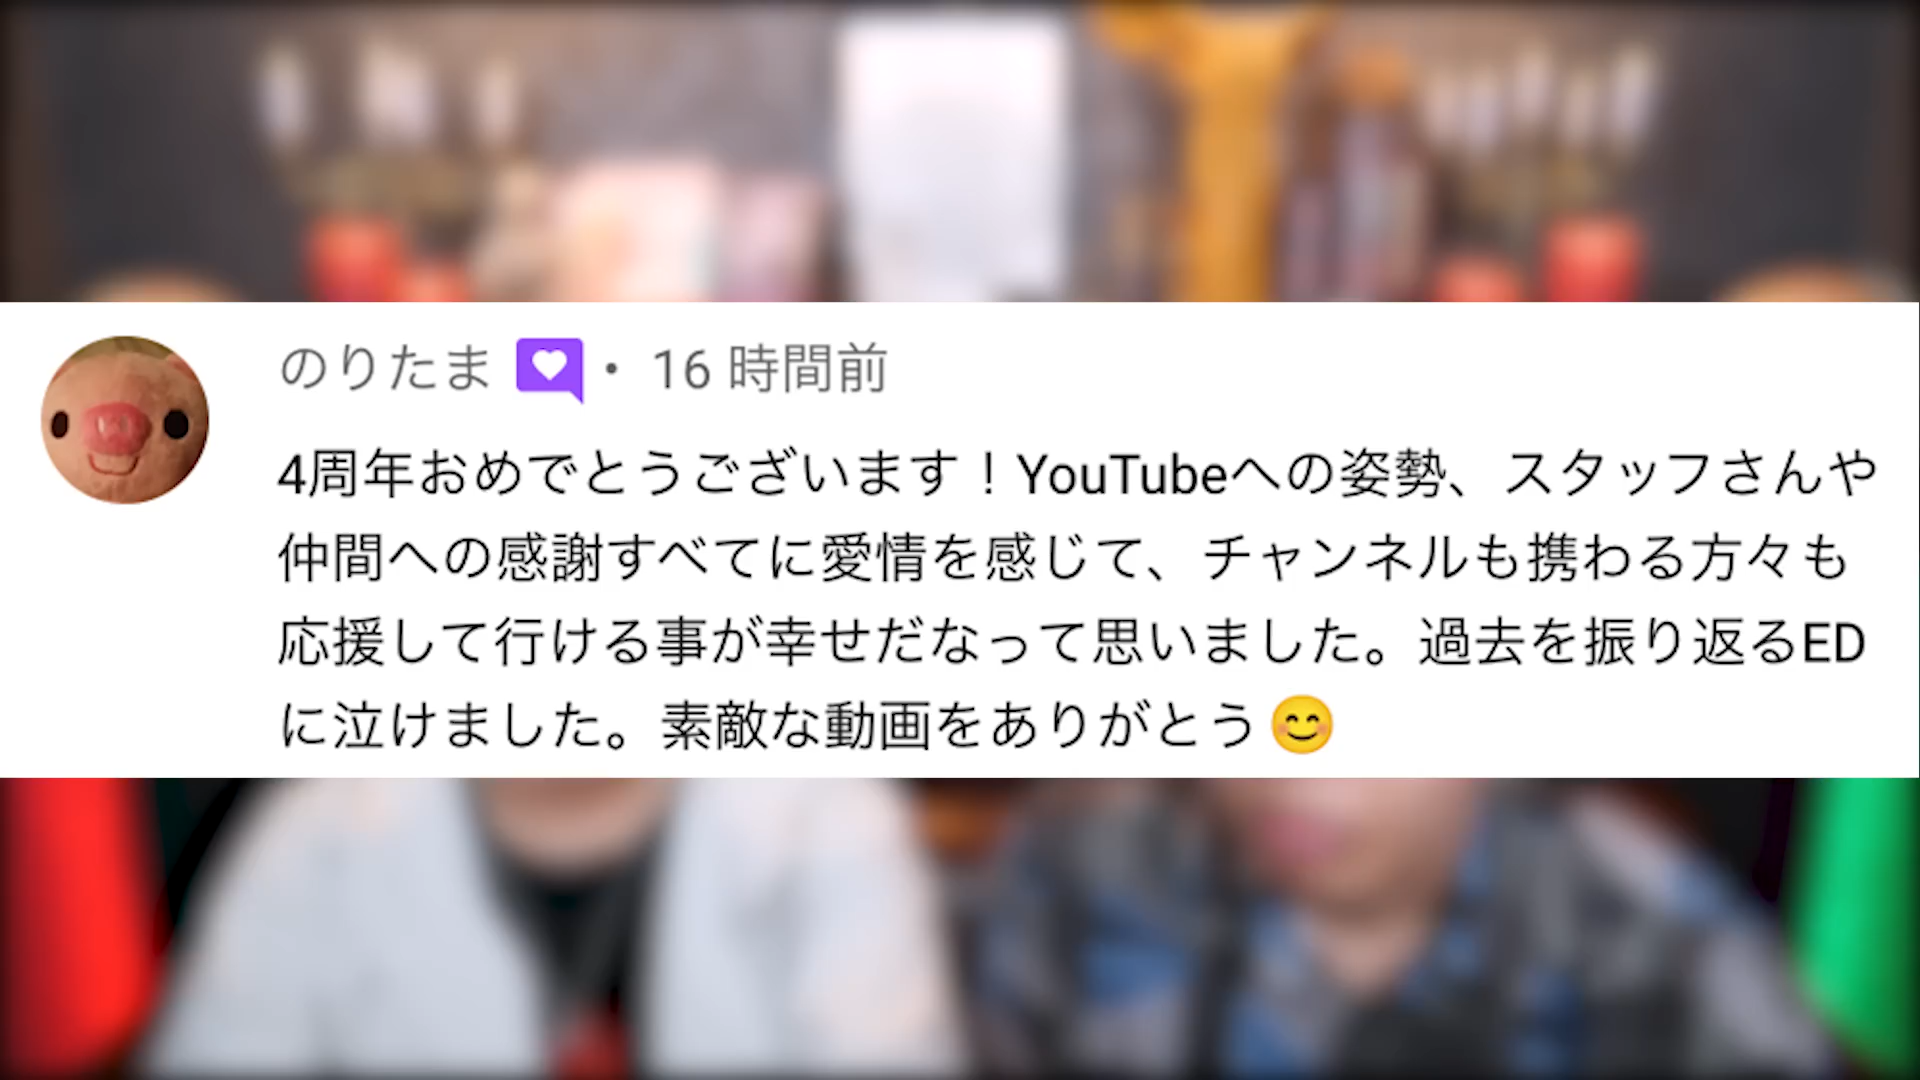 のりたま • 16 時間前
4周年おめでとうございます！YouTubeへの姿勢、スタッフさんや
仲間への感謝すべてに愛情を感じて、チャンネルも携わる方々も
応援して行ける事が幸せだなって思いました。過去を振り返るED
に泣けました。素敵な動画をありがとう😊